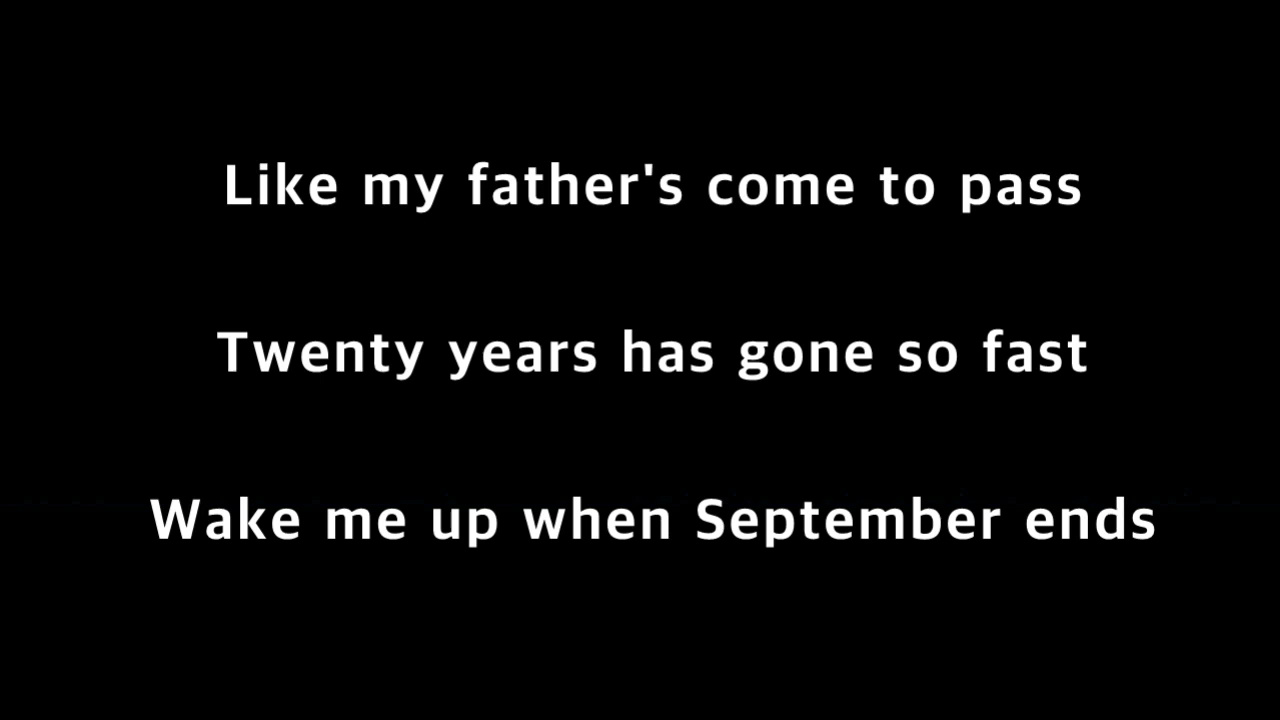 Like my father's come to pass
Twenty years has gone so fast
Wake me up when September ends